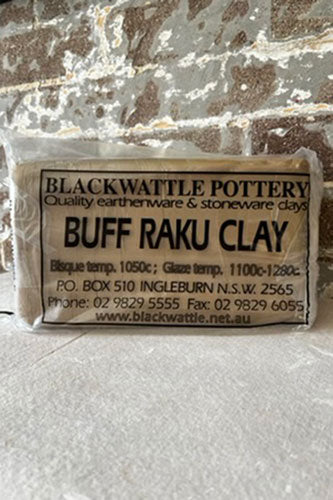 BLACKWATTLE POTTERY
Quality earthenware & stoneware clays
BUFF RAKU CLAY
Bisque temp. 1050c ; Glaze temp. 1100c-1280c
P.O. BOX 510 INGLEBURN N.S.W. 2565
Phone: 02 9829 5555 Fax: 02 9829 6055
www.blackwattle.net.au